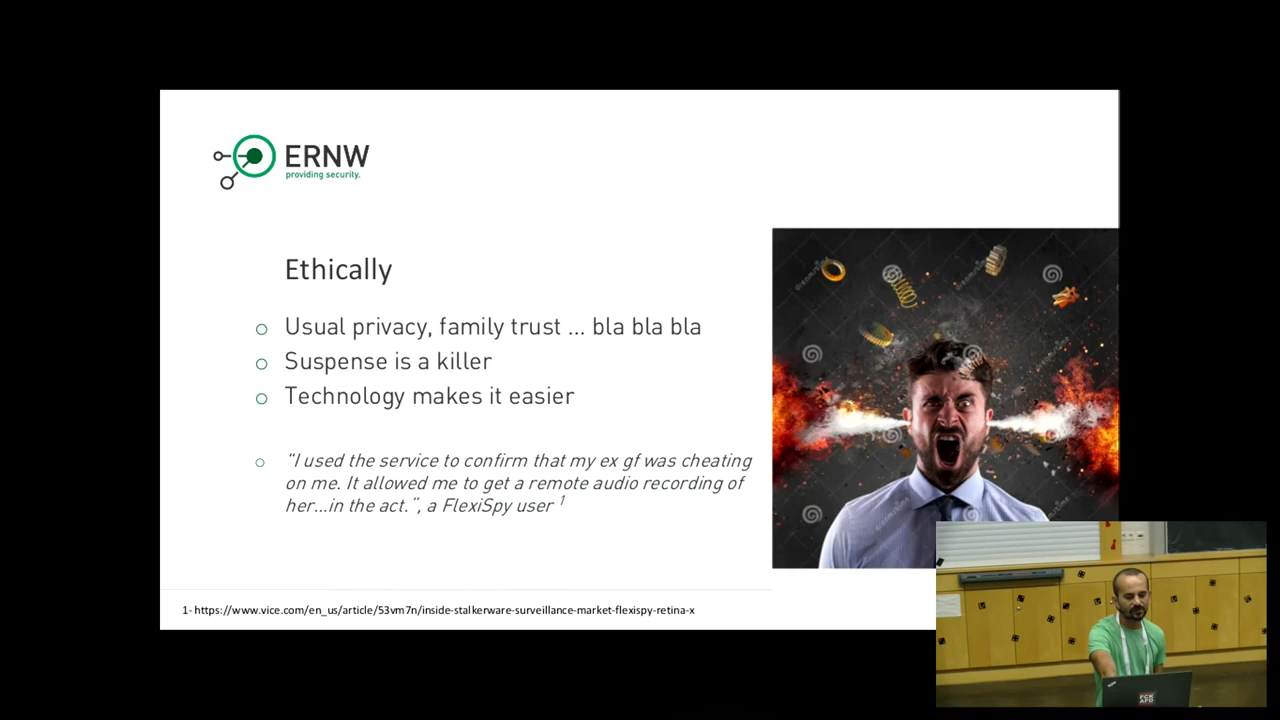 ERNW
providing security.
Ethically
Usual privacy, family trust ... bla bla bla
Suspense is a killer
Technology makes it easier
"I used the service to confirm that my ex gf was cheating
on me. It allowed me to get a remote audio recording of
her...in the act.", a FlexiSpy user 1
1- https://www.vice.com/en_us/article/53vm7n/inside-stalkerware-surveillance-market-flexispy-retina-x